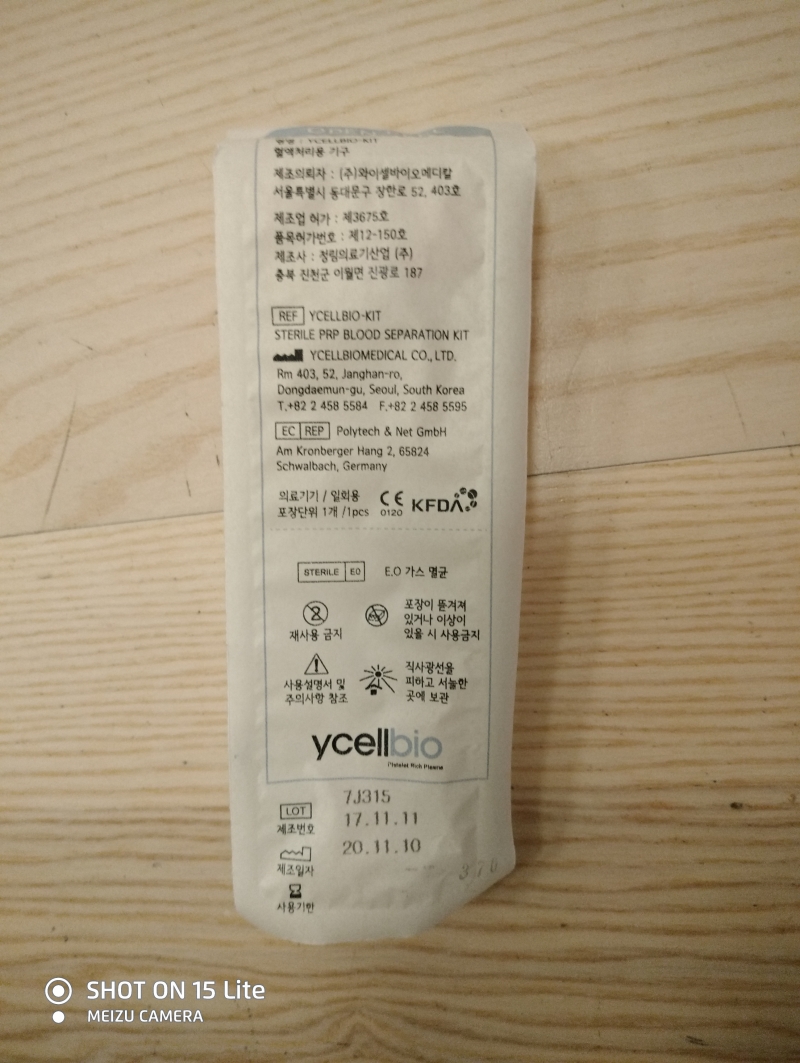 YCELLBIO-KIT
혈액처리용 기구
제조의뢰자 : (주)와이셀바이오메디칼
서울특별시 동대문구 장한로 52, 403호
제조업 허가 : 제3675호
품목허가번호 : 제12-150호
제조사 : 정림의료기산업 (주)
충북 진천군 이월면 진광로 187
REF YCELLBIO-KIT
STERILE PRP BLOOD SEPARATION KIT
YCELLBIOMEDICAL CO., LTD.
Rm 403, 52, Janghan-ro,
Dongdaemun-gu, Seoul, South Korea
T.+82 2 458 5584 F.+82 2 458 5595
EC REP Polytech & Net GmbH
Am Kronberger Hang 2, 65824
Schwalbach, Germany
의료기기 / 일회용
포장단위 1개 /1pcs
CE 0120
KFDA
STERILE EO E.O 가스 멸균
2
재사용 금지
포장이 뜯겨져
있거나 이상이
있을 시 사용금지
사용설명서 및
주의사항 참조
직사광선을
피하고 서늘한
곳에 보관
ycellbio
Platelet Rich Plasma
LOT 7J315
제조번호 17.11.11
제조일자 20.11.10
사용기한
370
SHOT ON 15 Lite
MEIZU CAMERA